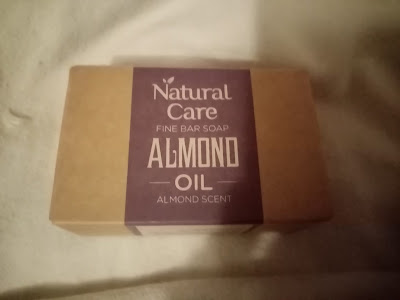 Natural
Care
FINE BAR SOAP
ALMOND
OIL
ALMOND SCENT